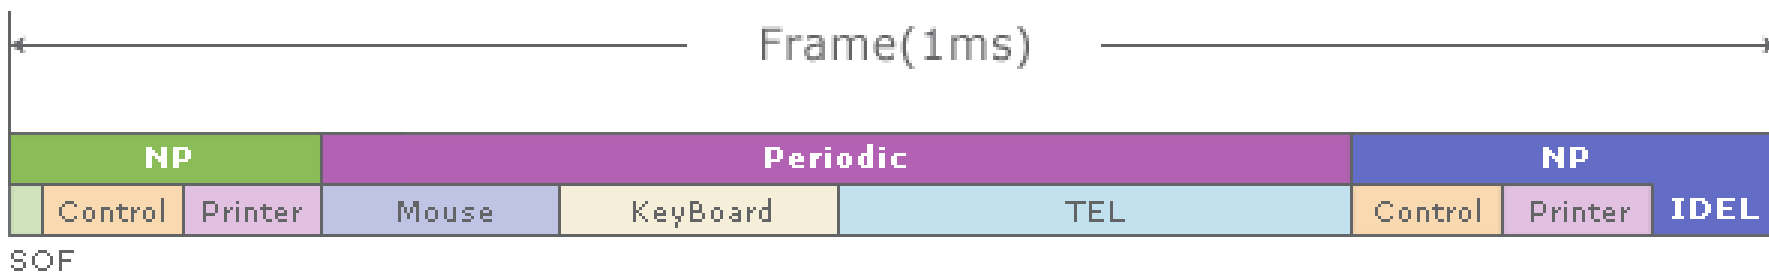 Frame(1ms)
NP Periodic NP
Control Printer Mouse KeyBoard TEL Control Printer IDEL
SOF